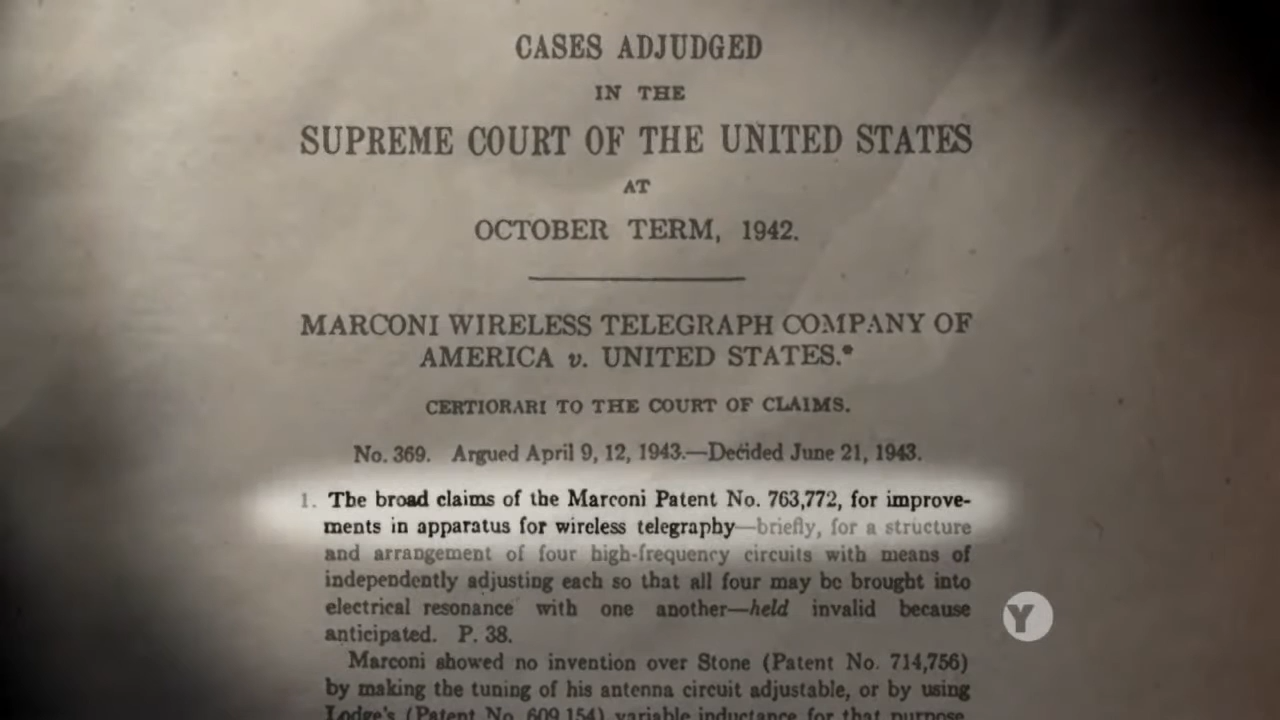 CASES ADJUDGED
IN THE
SUPREME COURT OF THE UNITED STATES
AT
OCTOBER TERM, 1942.
MARCONI WIRELESS TELEGRAPH COMPANY OF
AMERICA v. UNITED STATES.*
CERTIORARI TO THE COURT OF CLAIMS.
No. 369. Argued April 9, 12, 1943.—Decided June 21, 1943.
1. The broad claims of the Marconi Patent No. 763,772, for improve-
ments in apparatus for wireless telegraphy—briefly, for a structure
and arrangement of four high-frequency circuits with means of
independently adjusting each so that all four may be brought into
electrical resonance with one another—held invalid because
anticipated. P. 38.
Marconi showed no invention over Stone (Patent No. 714,756)
by making the tuning of his antenna circuit adjustable, or by using
Lodge's (Patent No. 609,154) variable inductance for that purpose.
Y